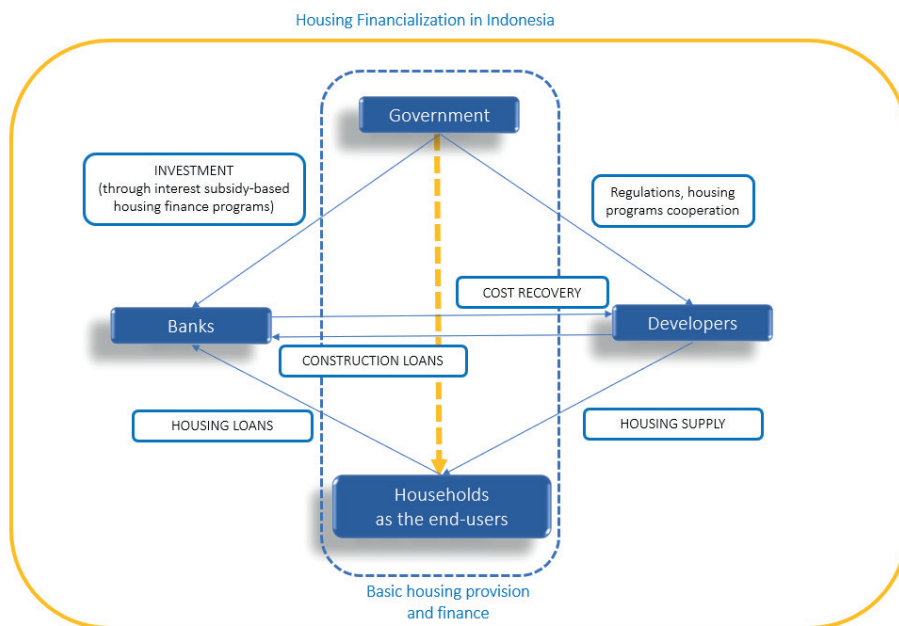 Housing Financialization in Indonesia
Government
INVESTMENT
(through interest subsidy-based
housing finance programs)
Regulations, housing
programs cooperation
COST RECOVERY
Banks
Developers
CONSTRUCTION LOANS
HOUSING LOANS
HOUSING SUPPLY
Households
as the end-users
Basic housing provision
and finance